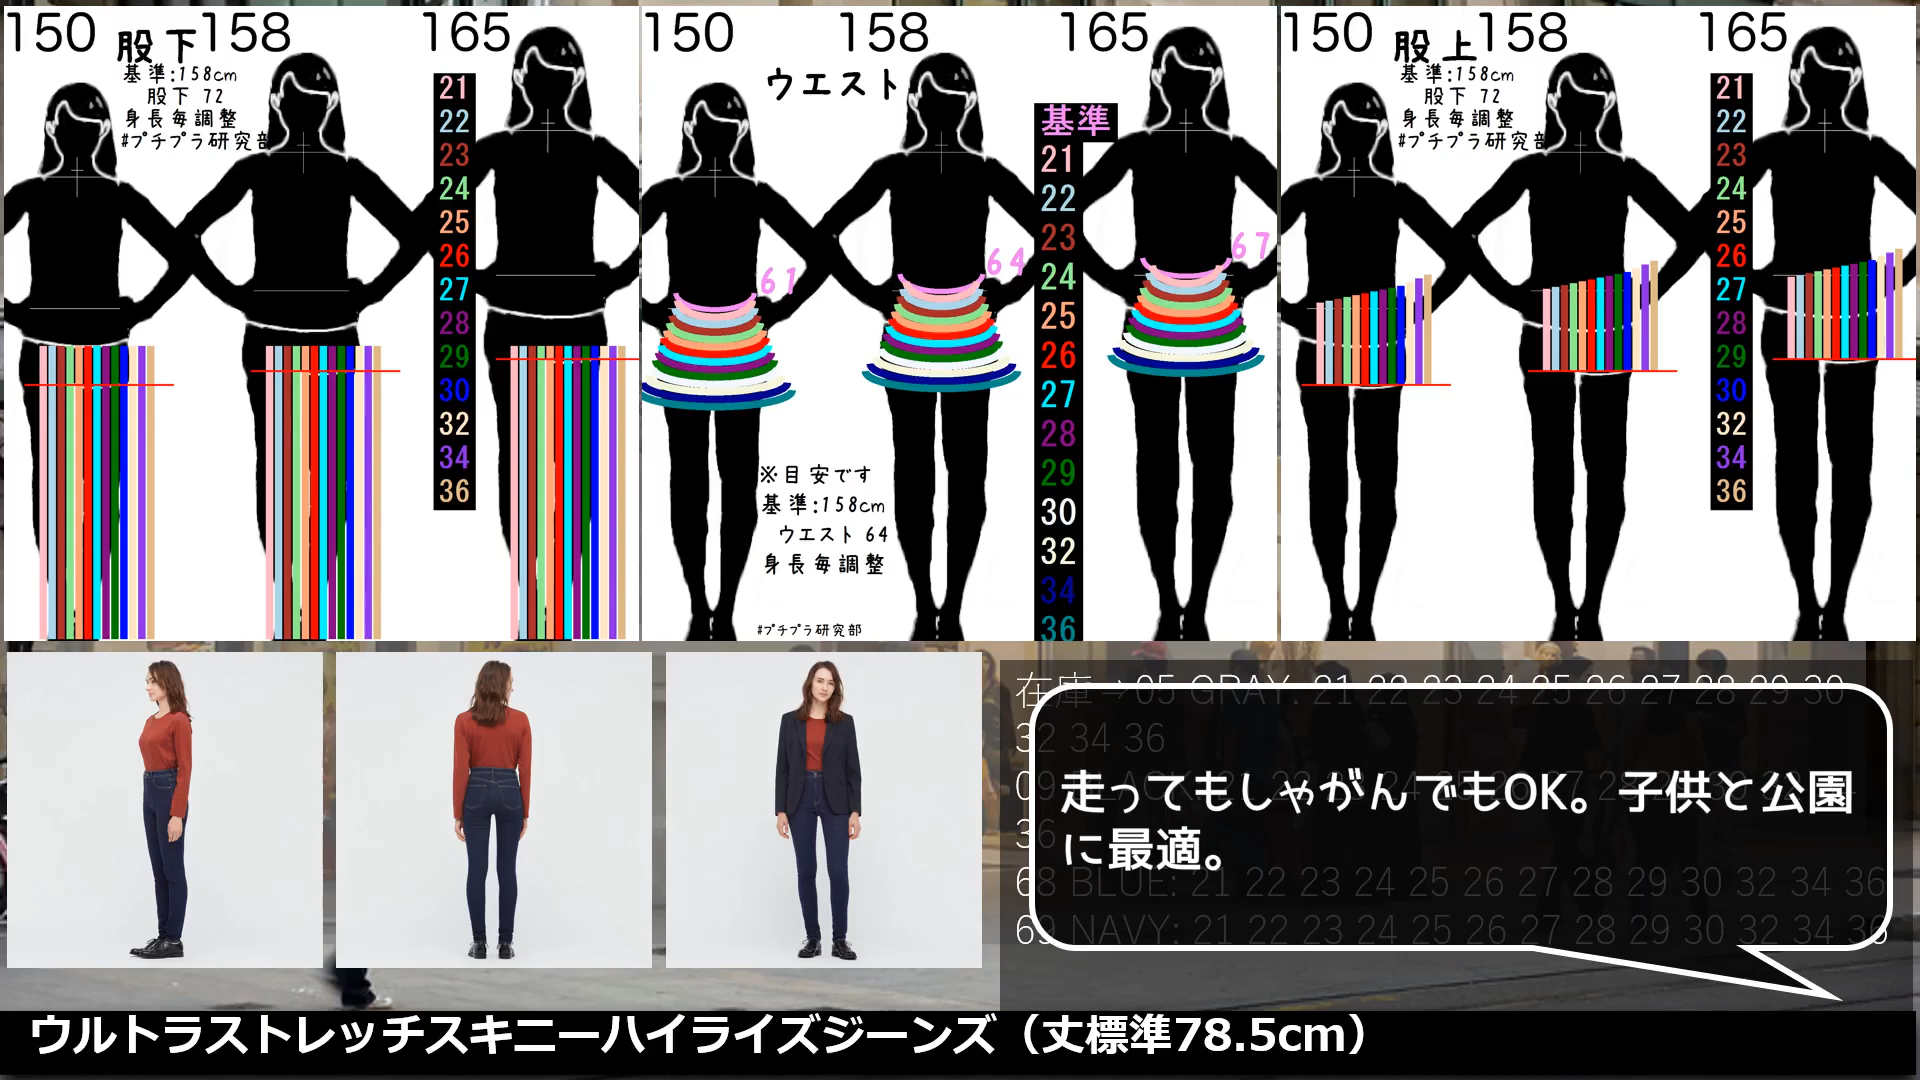 150
股下
158
165
基準:158cm
股下 72
身長毎調整
#プチプラ研究部
21
22
23
24
25
26
27
28
29
30
32
34
36
150
158
165
ウエスト
基準
21
22
23
24
25
26
27
28
29
30
32
34
36
61
64
67
※目安です
基準:158cm
ウエスト 64
身長毎調整
#プチプラ研究部
150
股上
158
165
基準:158cm
股下 72
身長毎調整
#プチプラ研究部
21
22
23
24
25
26
27
28
29
30
32
34
36
在庫→05 GRAY: 21 22 23 24 25 26 27 28 29 30
32 34 36
68 BLUE: 21 22 23 24 25 26 27 28 29 30 32 34 36
69 NAVY: 21 22 23 24 25 26 27 28 29 30 32 34 36
走ってもしゃがんでもOK。子供と公園
に最適。
ウルトラストレッチスキニーハイライズジーンズ（丈標準78.5cm）